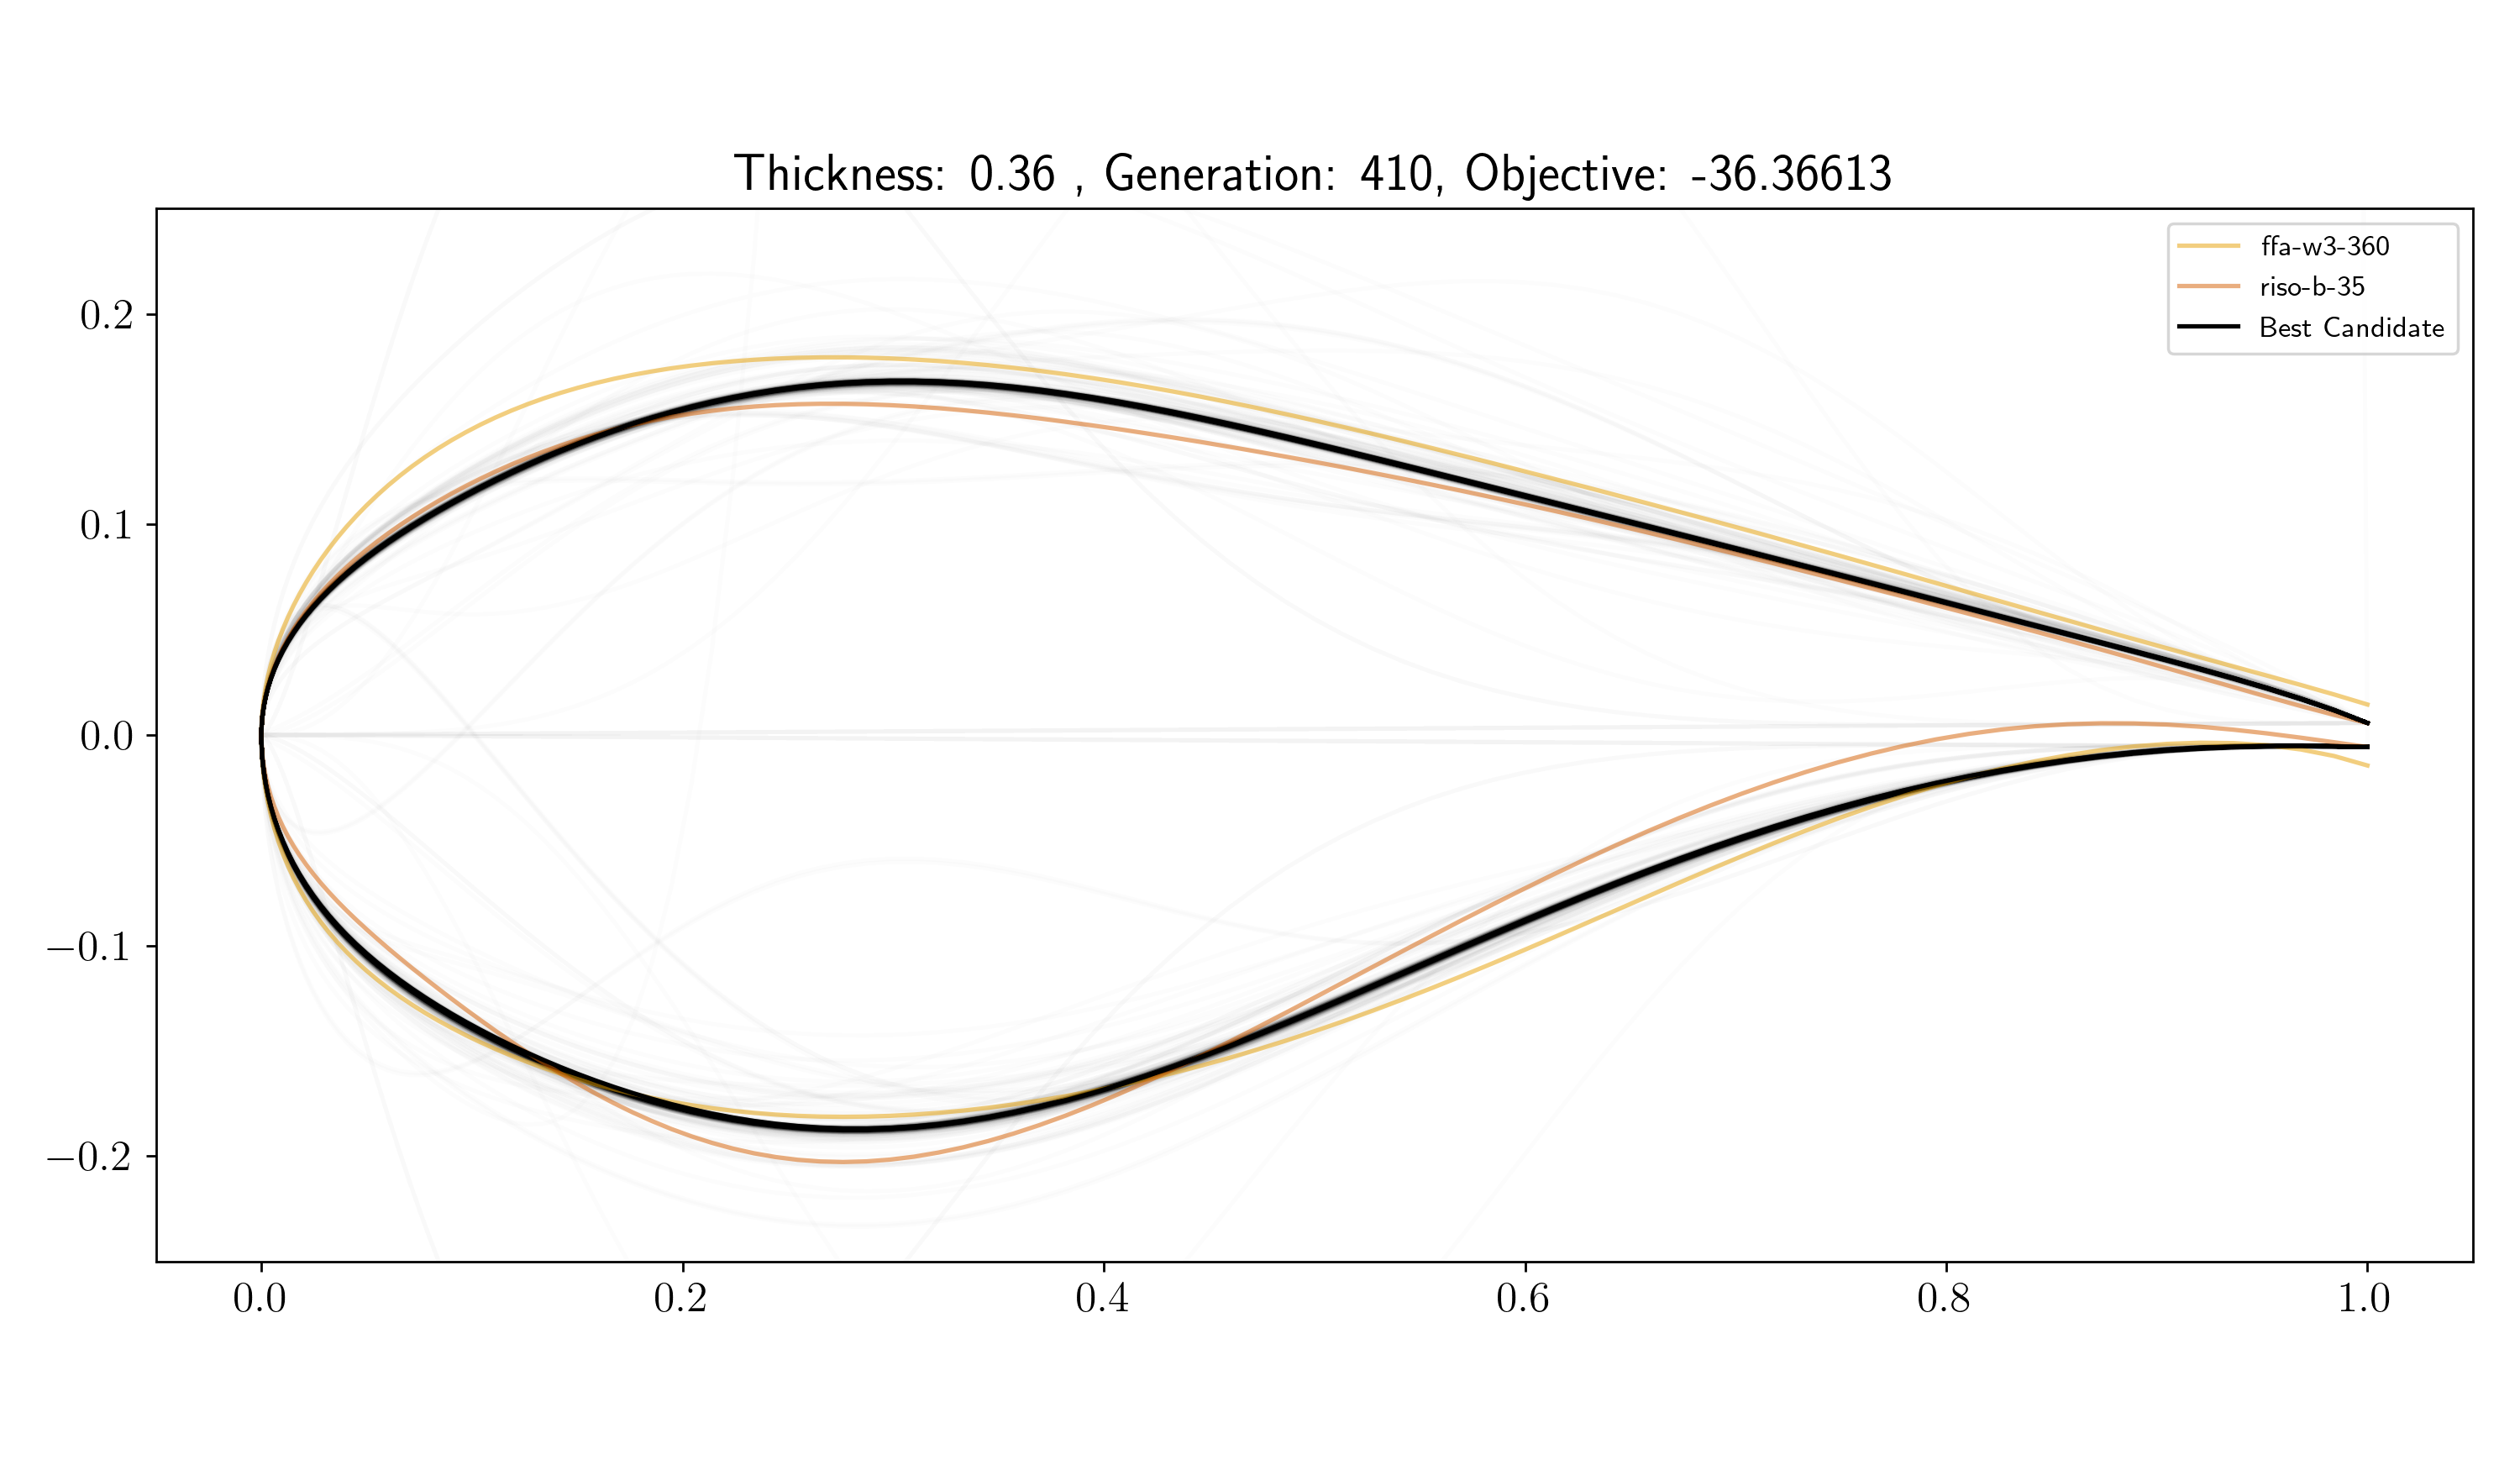 Thickness: 0.36 , Generation: 410, Objective: -36.36613
ffa-w3-360
riso-b-35
Best Candidate
0.2
0.1
0.0
−0.1
−0.2
0.0 0.2 0.4 0.6 0.8 1.0